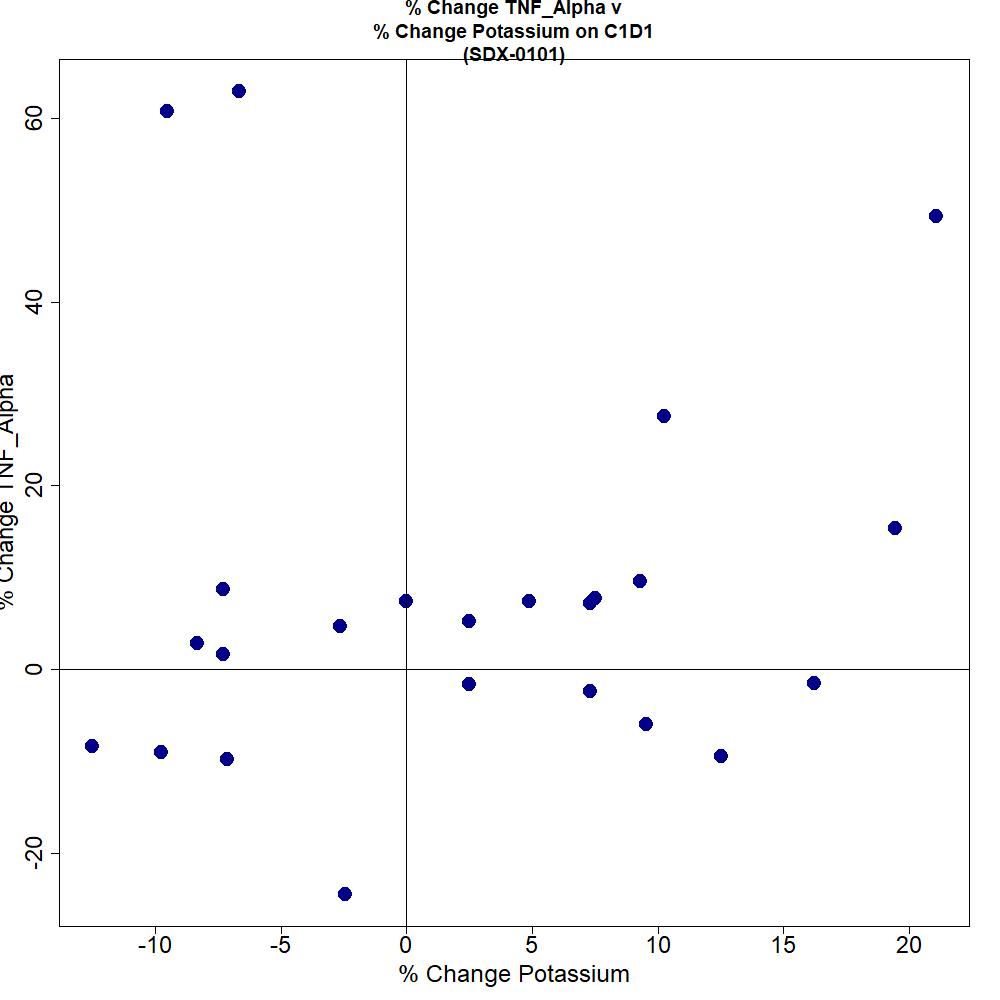 % Change TNF_Alpha v
% Change Potassium on C1D1
(SDX-0101)
% Change TNF_Alpha
60
40
20
0
-20
-10
-5
0
5
10
15
20
% Change Potassium